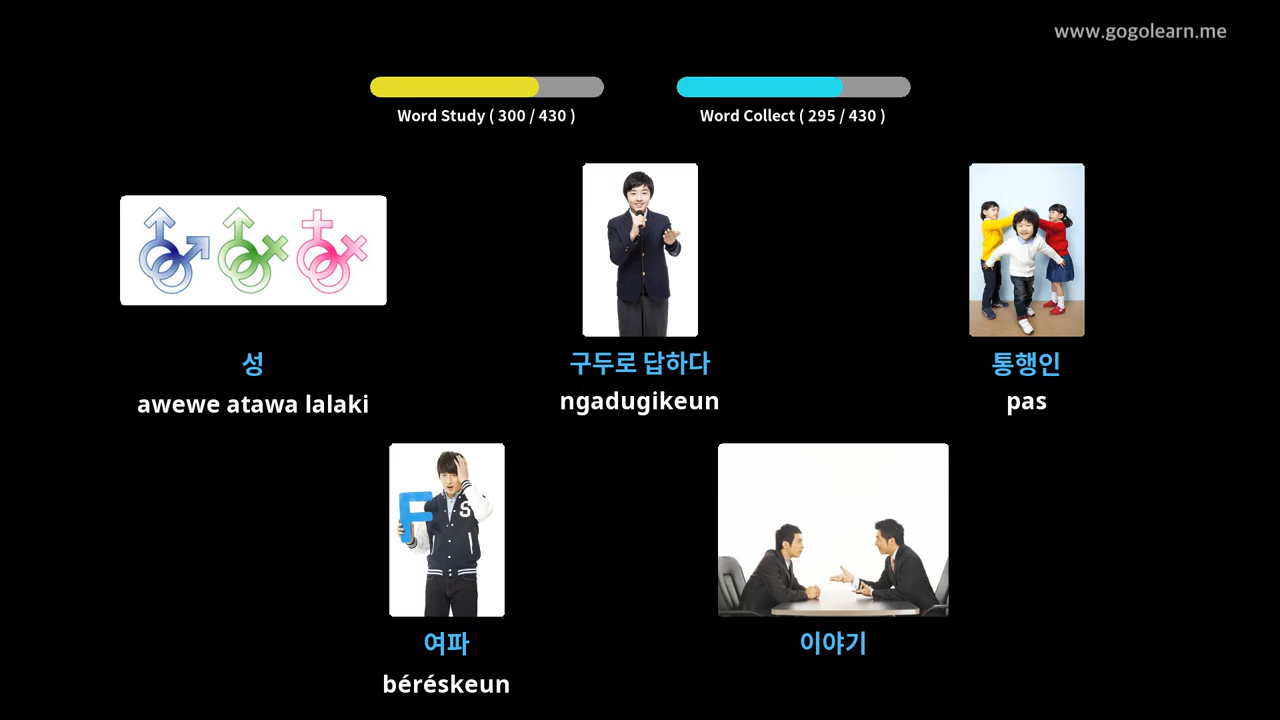 www.gogolearn.me
Word Study ( 300 / 430 )
Word Collect ( 295 / 430 )
성
awewe atawa lalaki
구두로 답하다
ngadugikeun
통행인
pas
F
S
여파
béréskeun
이야기